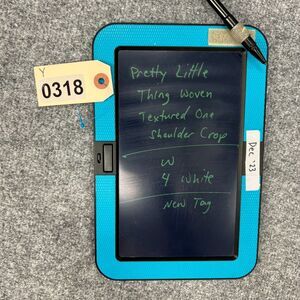 Y
0318
Pretty Little
Thing Woven
Textured One
Shoulder Crop
W
4 White
New Tag
Dec '23